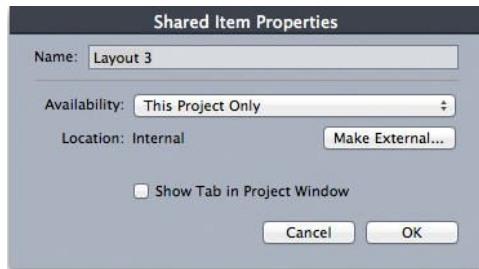 Shared Item Properties
Name: Layout 3
Availability: This Project Only
Location: Internal Make External...
Show Tab in Project Window
Cancel OK